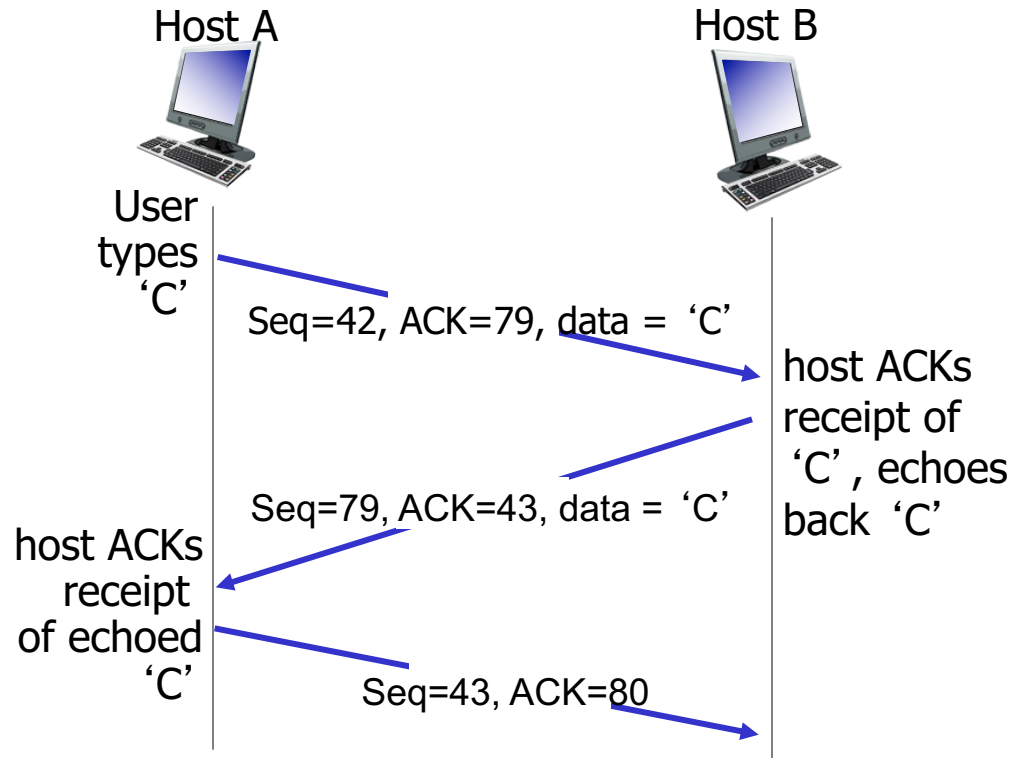 Host A
Host B
User
types
‘C’
Seq=42, ACK=79, data = ‘C’
host ACKs
receipt of
‘C’, echoes
back ‘C’
Seq=79, ACK=43, data = ‘C’
host ACKs
receipt
of echoed
‘C’
Seq=43, ACK=80